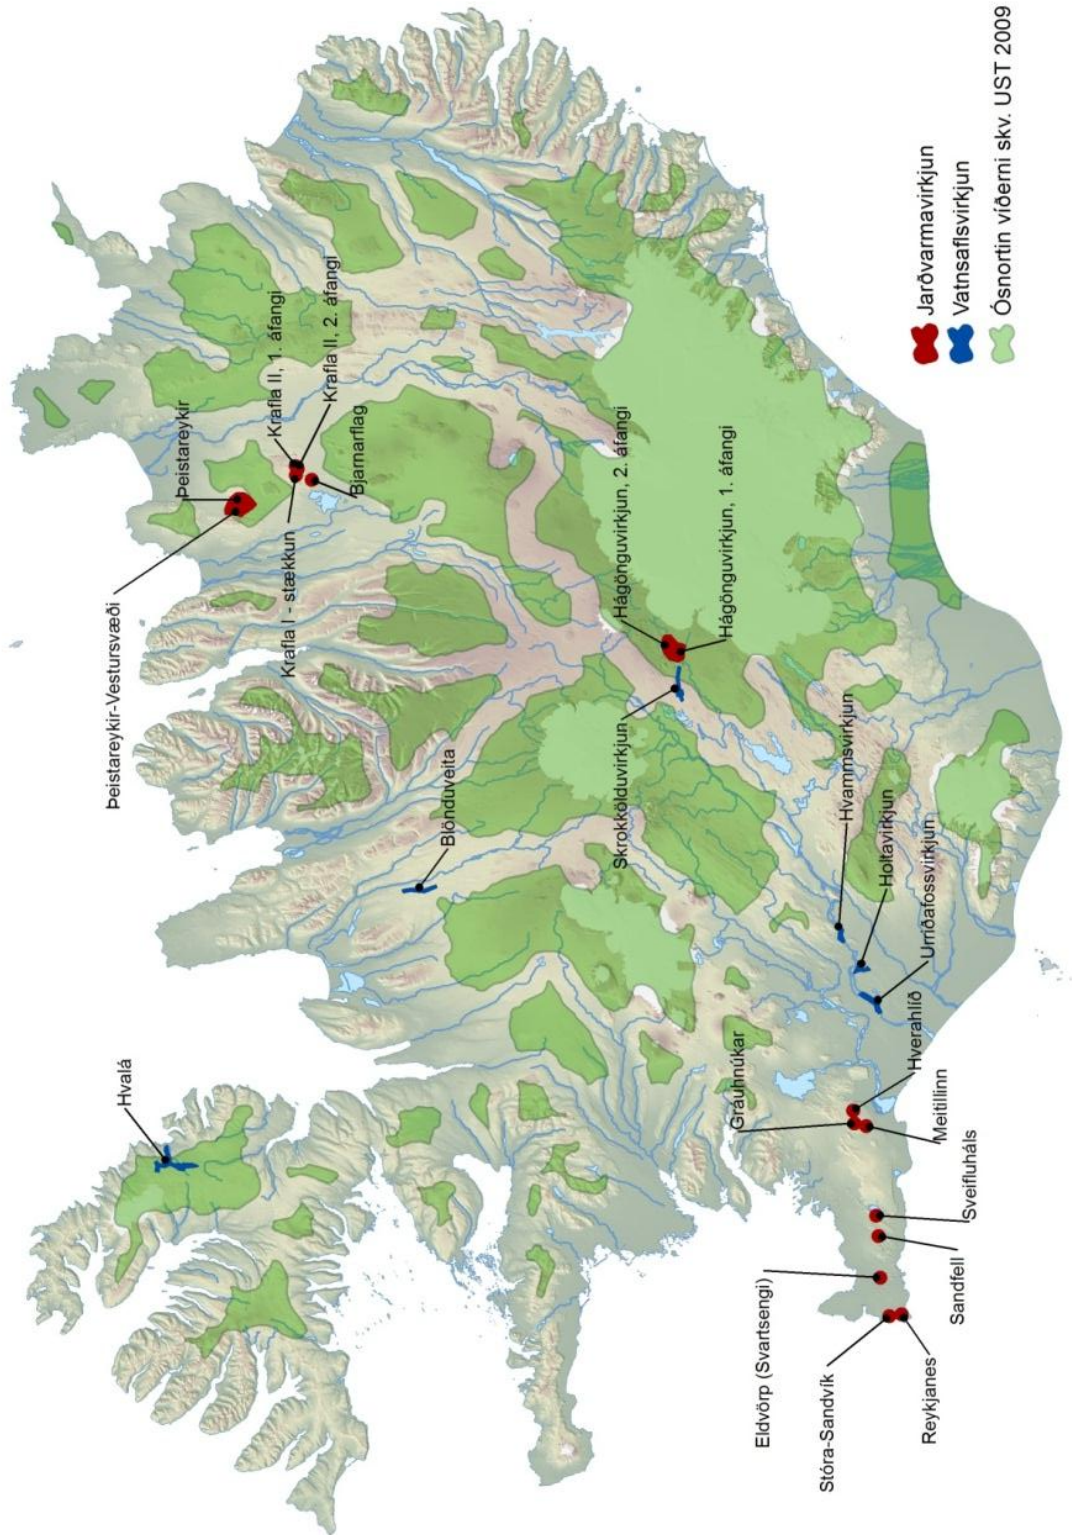 Hvalá
Blönduveita
Þeistareykir-Vestursvæði
Þeistareykir
Krafla I - stækkun
Krafla II, 1. áfangi
Krafla II, 2. áfangi
Bjarnarflag
Skrokkölduvirkjun
Hágönguvirkjun, 2. áfangi
Hágönguvirkjun, 1. áfangi
Hvammsvirkjun
Holtavirkjun
Urriðafossvirkjun
Gráuhnúkar
Hverahlíð
Meitillinn
Sveifluháls
Sandfell
Eldvörp (Svartsengi)
Stóra-Sandvík
Reykjanes
Jarðvarmavirkjun
Vatnsaflsvirkjun
Ósnortin víðerni skv. UST 2009